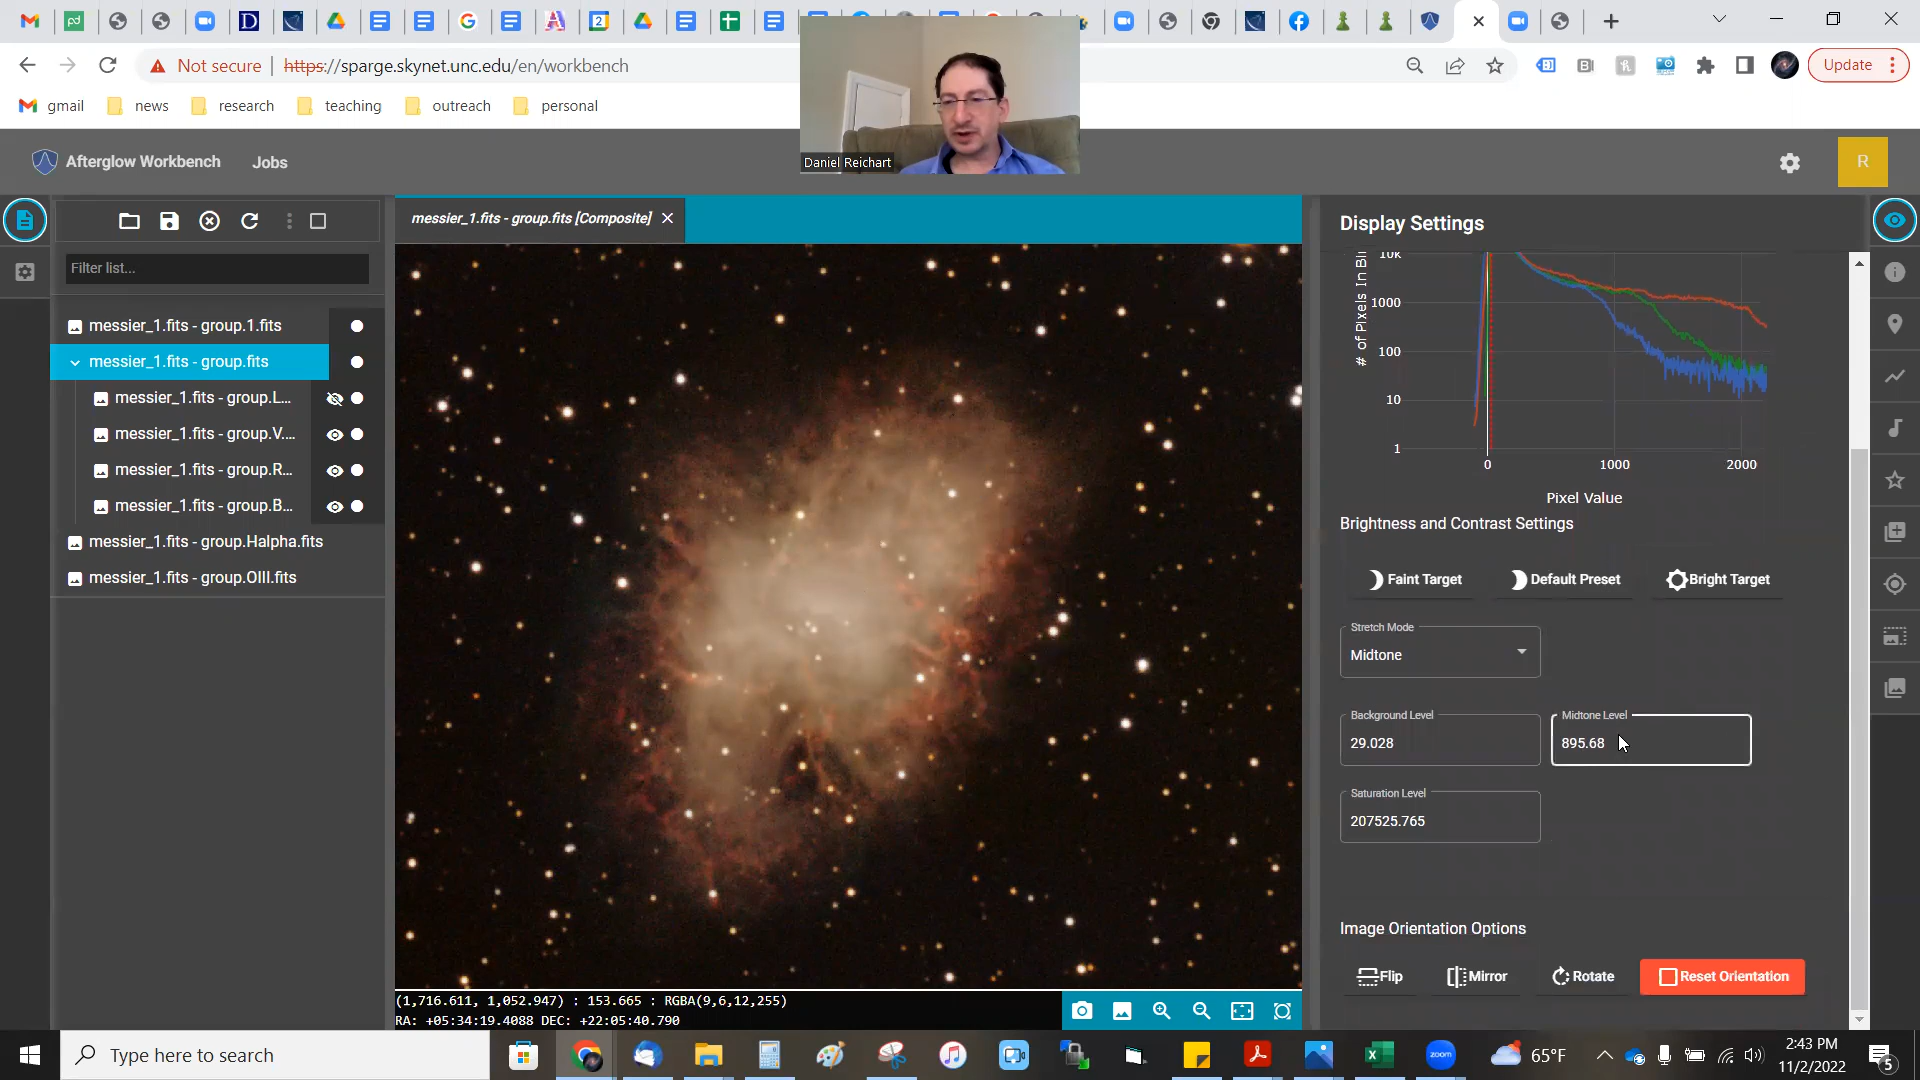 Not secure
https://sparge.skynet.unc.edu/en/workbench
Update
gmail
news
research
teaching
outreach
personal
Daniel Reichart
Afterglow Workbench
Jobs
R
Filter list...
messier_1.fits - group.1.fits
messier_1.fits - group.fits
messier_1.fits - group.L...
messier_1.fits - group.V....
messier_1.fits - group.R...
messier_1.fits - group.B...
messier_1.fits - group.Halpha.fits
messier_1.fits - group.OIII.fits
messier_1.fits - group.fits [Composite]
(1,716.611, 1,052.947) : 153.665 : RGBA(9,6,12,255)
RA: +05:34:19.4088 DEC: +22:05:40.790
Display Settings
# of Pixels In Bi
10k
1000
100
10
1
0
1000
2000
Pixel Value
Brightness and Contrast Settings
Faint Target
Default Preset
Bright Target
Stretch Mode
Midtone
Background Level
29.028
Midtone Level
895.68
Saturation Level
207525.765
Image Orientation Options
Flip
Mirror
Rotate
Reset Orientation
Type here to search
zoom
65°F
2:43 PM
11/2/2022
5